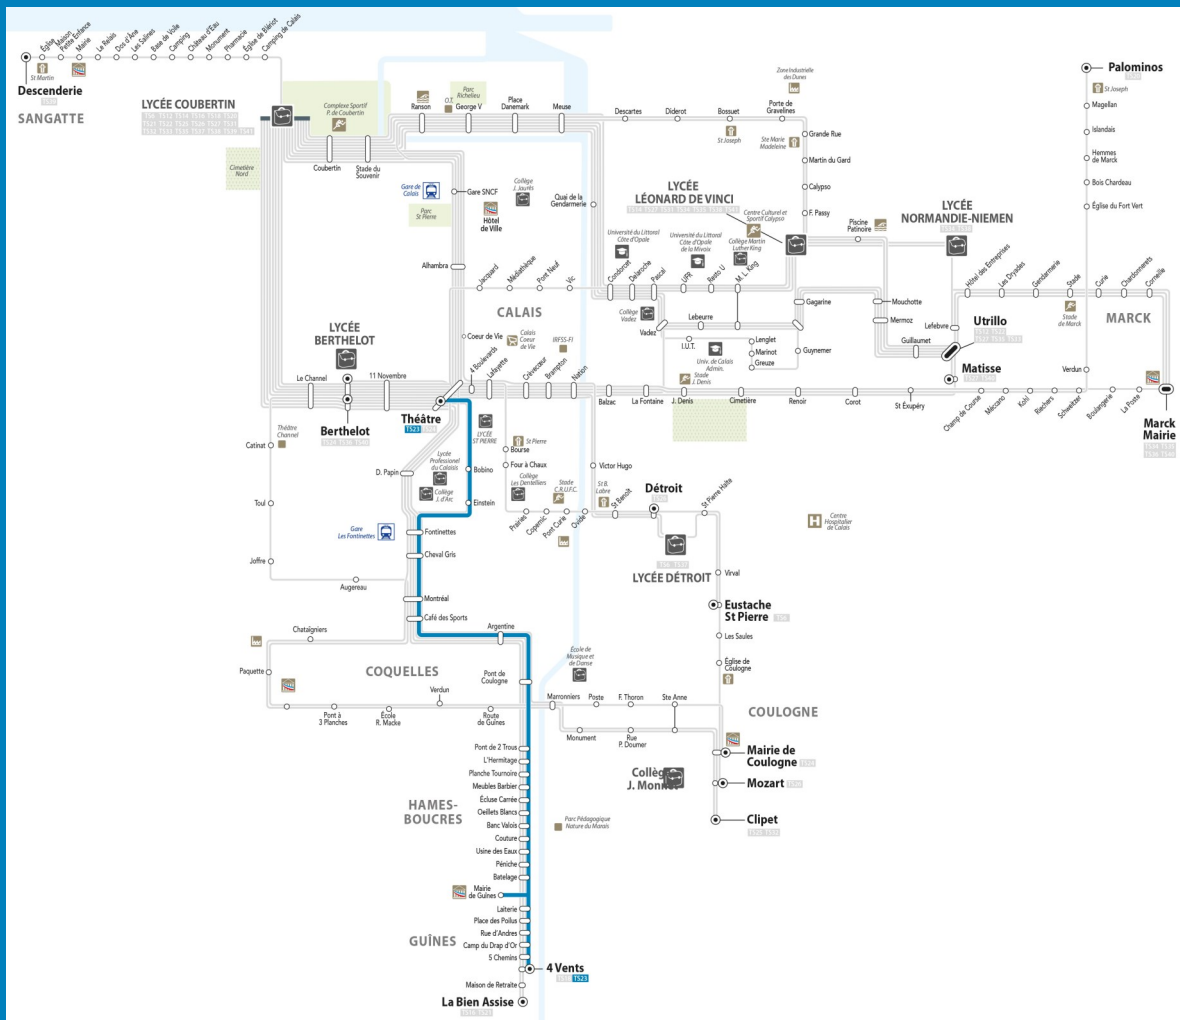 Église
Maison
Petite Enfance
Mairie
Le Relais
Dos d'Âne
Les Salines
Base de Voile
Camping
Château d'Eau
Monument
Pharmacie
Église de Blériot
Camping de Calais
St Martin
Descenderie
SANGATTE
LYCÉE COUBERTIN
Complexe Sportif
P. de Coubertin
Cimetière
Nord
Coubertin
Stade du
Souvenir
Ranson
O.T.
Parc
Richelieu
George V
Place
Danemark
Meuse
Descartes
Diderot
Bossuet
Porte de
Gravelines
Zone Industrielle
des Dunes
St Joseph
Ste Marie
Madeleine
Grande Rue
Martin du Gard
Calypso
F. Passy
Palominos
St Joseph
Magellan
Islandais
Hemmes
de Marck
Bois Chardeau
Église du Fort Vert
Gare de
Calais
Gare SNCF
Parc
St Pierre
Hôtel
de Ville
Collège
J. Jaurès
Quai de la
Gendarmerie
LYCÉE
LÉONARD DE VINCI
Centre Culturel et
Sportif Calypso
Piscine
Patinoire
LYCÉE
NORMANDIE-NIEMEN
Université du Littoral
Côte d'Opale
Université du Littoral
Côte d'Opale
de la Mivoix
Collège Martin
Luther King
Alhambra
Jacquard
Médiathèque
Pont Neuf
Vic
Condorcet
Delaroche
Pascal
UPR
Resto U
M. L. King
CALAIS
Collège
Vadez
Vadez
Lebeurre
Gagarine
Mouchotte
Mermoz
Guillaumet
Guynemer
Hôtel des Entreprises
Les Dryades
Gendarmerie
Stade
Curie
Chardonnerets
Corneille
Stade
de Marck
MARCK
Lefebvre
Utrillo
Matisse
LYCÉE
BERTHELOT
Coeur de Vie
Calais
Coeur
de Vie
IRFSS-FI
I.U.T.
Univ. de Calais
Admin.
Stade
J. Denis
Lenglet
Marinot
Greuze
Verdun
Le Channel
11 Novembre
4 Boulevards
Lafayette
Crèvecoeur
Brampton
Nation
Balzac
La Fontaine
J. Denis
Cimetière
Renoir
Corot
St Exupéry
Champ de Course
Méccano
Kohl
Riechers
Schweitzer
Boulangerie
La Poste
Marck
Mairie
Théâtre
TS23
Berthelot
Catinat
Théâtre
Channel
LYCÉE
ST PIERRE
Lycée
Professionel
du Calaisis
Collège
J. d'Arc
D. Papin
Bobino
Einstein
St Pierre
Bourse
Four à Chaux
Collège
Les Dentelliers
Stade
C.R.U.F.C.
Prairies
Copernic
Pont Curie
Ovide
Victor Hugo
St B.
Labre
St Benoît
Détroit
St Pierre Halte
LYCÉE DÉTROIT
Centre
Hospitalier
de Calais
Toul
Gare
Les Fontinettes
Fontinettes
Cheval Gris
Joffre
Augereau
Montréal
Café des Sports
Virval
Eustache
St Pierre
Les Saules
Église de
Coulogne
Chataîgniers
Argentine
École de
Musique et
de Danse
Paquette
COQUELLES
Pont de
Coulogne
Verdun
Pont à
3 Planches
École
R. Macke
Route
de Guînes
Marronniers
Poste
F. Thoron
Ste Anne
COULOGNE
Monument
Rue
P. Doumer
Mairie de
Coulogne
Collège
J. Monnet
Mozart
Clipet
Pont de 2 Trous
L'Hermitage
Planche Tournoire
Meubles Barbier
Écluse Carrée
Oeillets Blancs
Banc Valois
Couture
Usine des Eaux
Péniche
Batelage
HAMES-
BOUCRES
Parc Pédagogique
Nature du Marais
Mairie
de Guînes
Laiterie
Place des Poilus
Rue d'Andres
Camp du Drap d'Or
5 Chemins
GUÎNES
4 Vents
TS23
Maison de Retraite
La Bien Assise